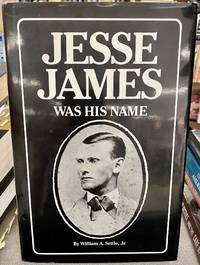 JESSE
JAMES
WAS HIS NAME
By William A. Settle, Jr.